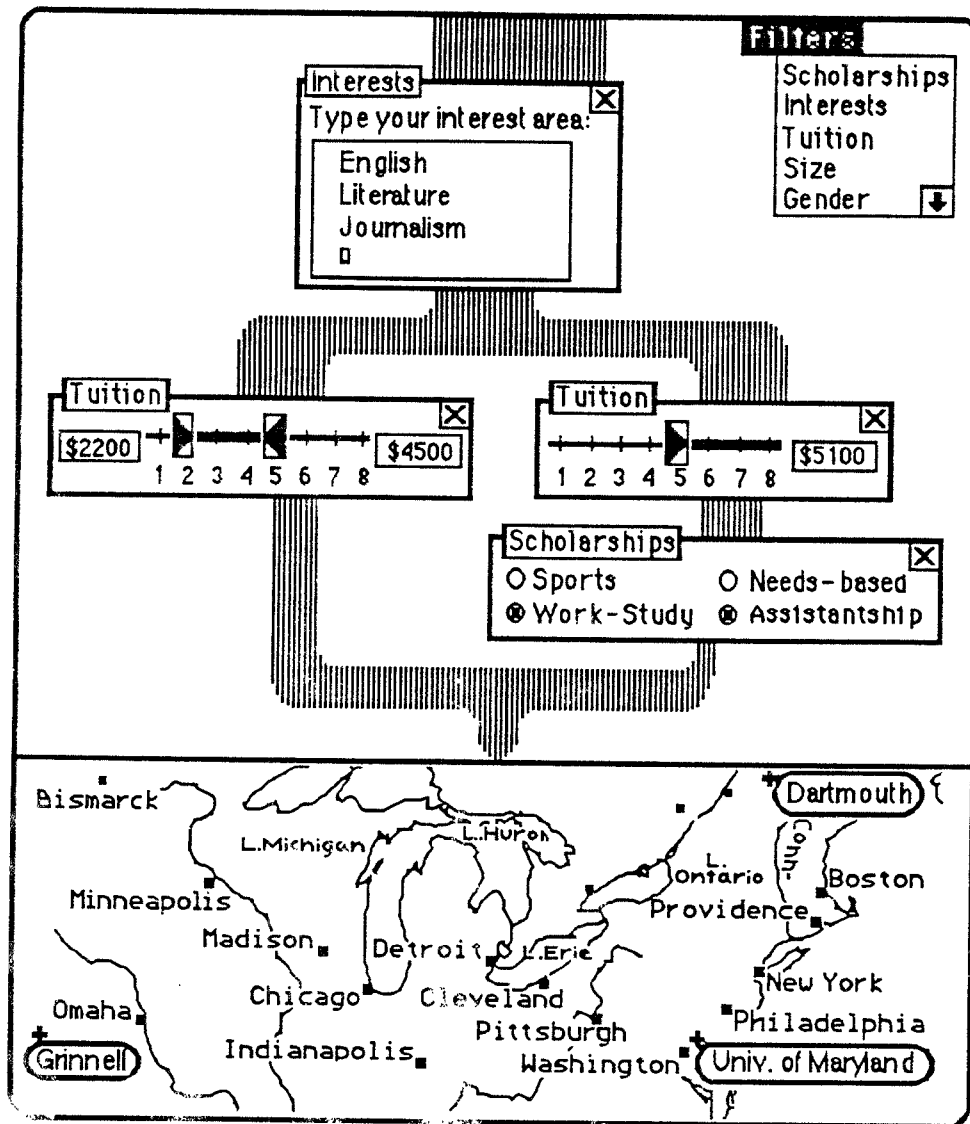 Filters
Scholarships
Interests
Tuition
Size
Gender
Interests
Type your interest area:
English
Literature
Journalism
Tuition
$2200
$4500
1 2 3 4 5 6 7 8
Tuition
$5100
1 2 3 4 5 6 7 8
Scholarships
Sports
Needs-based
Work-Study
Assistantship
Bismarck
Dartmouth
L.Michigan
L.Huron
Conn.
L.
Ontario
Boston
Minneapolis
Providence
Madison
Detroit
L.Erie
New York
Chicago
Cleveland
Omaha
Pittsburgh
Philadelphia
Grinnell
Indianapolis
Washington
Univ. of Maryland